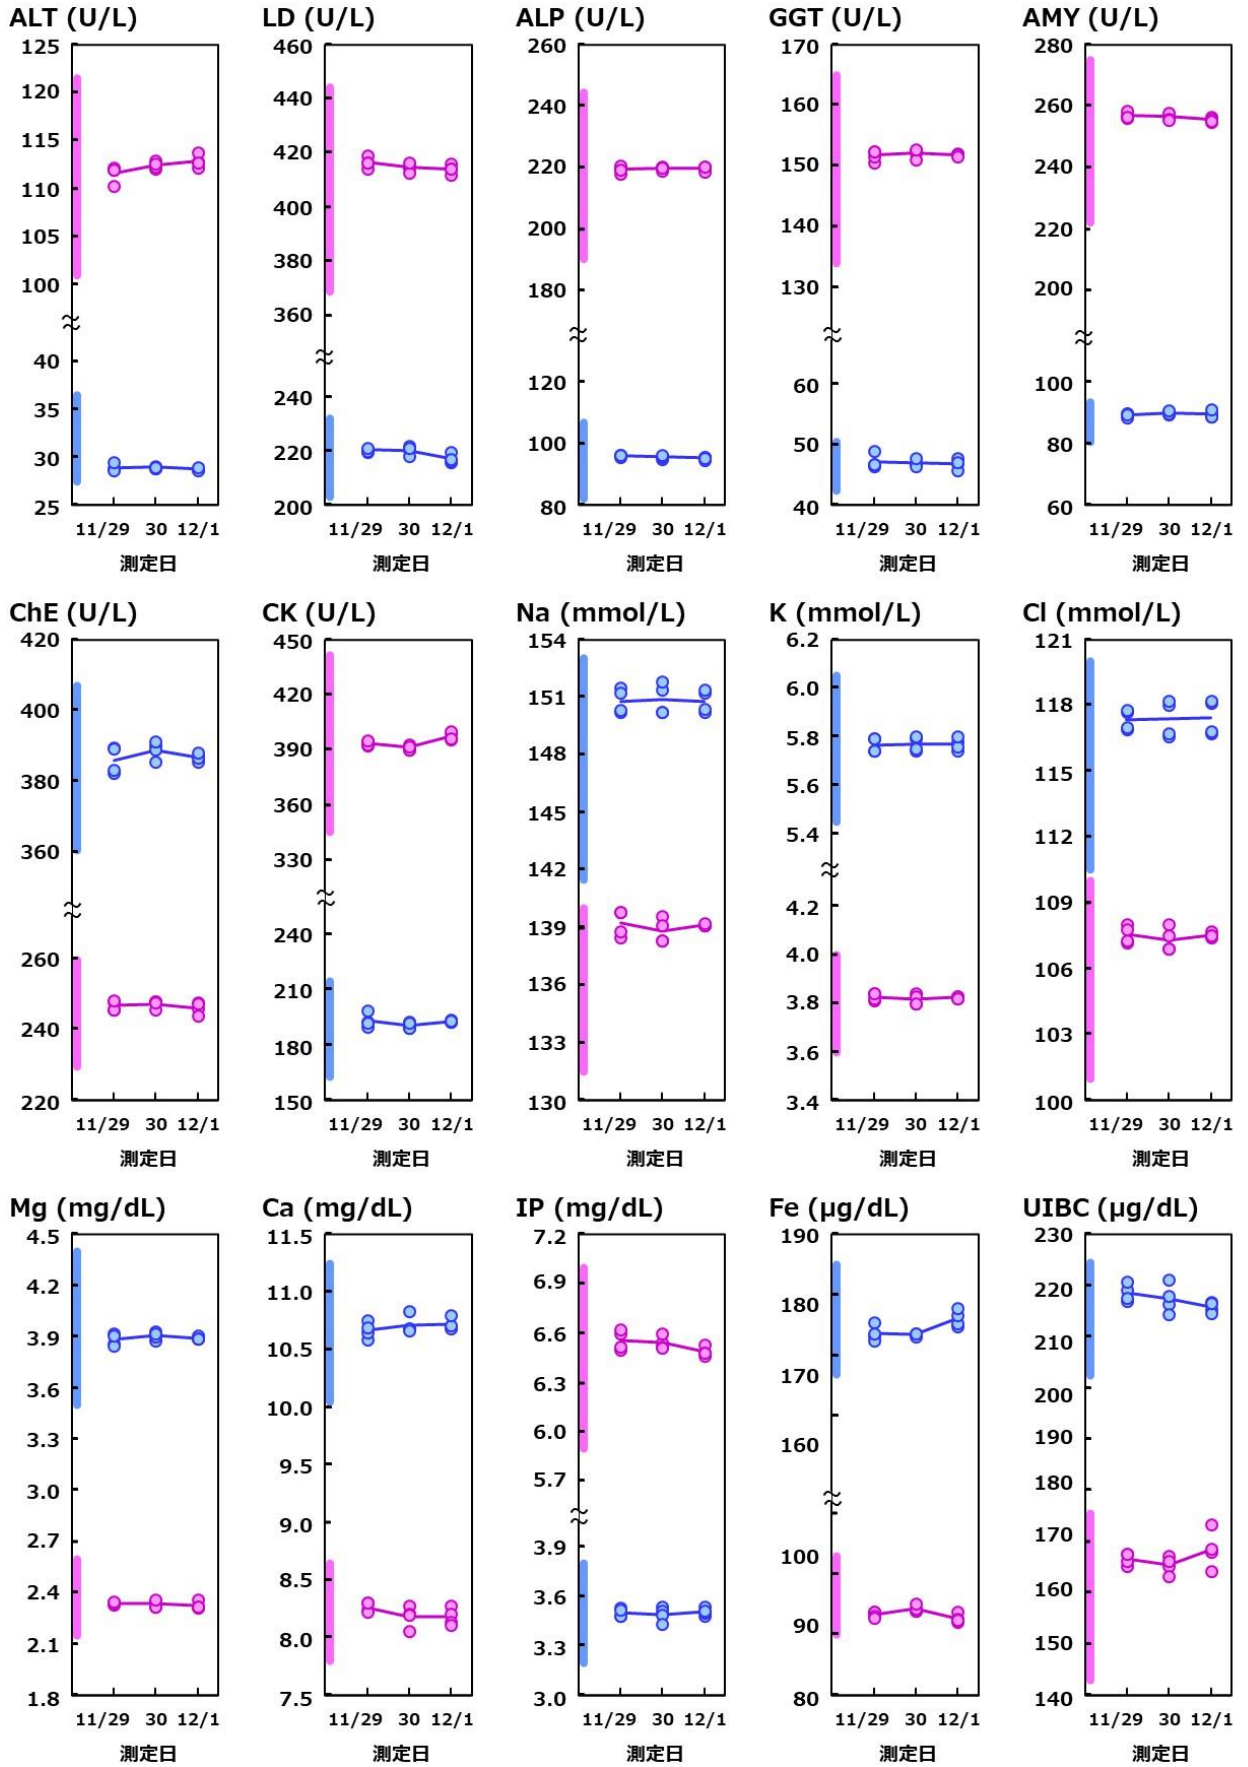 ALT (U/L) LD (U/L) ALP (U/L) GGT (U/L) AMY (U/L)
125 460 260 170 280
120 440 240 160 260
115 420 220 150 240
110 400 200 140 220
105 380 180 130 200
100 360
40 240 120 60 100
35 220 100 50 80
30 200 80 40 60
25
11/29 30 12/1 11/29 30 12/1 11/29 30 12/1 11/29 30 12/1 11/29 30 12/1
測定日 測定日 測定日 測定日 測定日
ChE (U/L) CK (U/L) Na (mmol/L) K (mmol/L) Cl (mmol/L)
420 450 154 6.2 121
400 420 151 6.0 118
380 390 148 5.8 115
360 360 145 5.6 112
260 330 142 5.4 109
240 240 139 4.2 106
220 210 136 4.0 103
180 133 3.8 100
150 130 3.6
3.4
11/29 30 12/1 11/29 30 12/1 11/29 30 12/1 11/29 30 12/1 11/29 30 12/1
測定日 測定日 測定日 測定日 測定日
Mg (mg/dL) Ca (mg/dL) IP (mg/dL) Fe (μg/dL) UIBC (μg/dL)
4.5 11.5 7.2 190 230
4.2 11.0 6.9 180 220
3.9 10.5 6.6 170 210
3.6 10.0 6.3 160 200
3.3 9.5 6.0 100 190
3.0 9.0 5.7 90 180
2.7 8.5 3.9 80 170
2.4 8.0 3.6 160
2.1 7.5 3.3 150
1.8 3.0 140
11/29 30 12/1 11/29 30 12/1 11/29 30 12/1 11/29 30 12/1 11/29 30 12/1
測定日 測定日 測定日 測定日 測定日